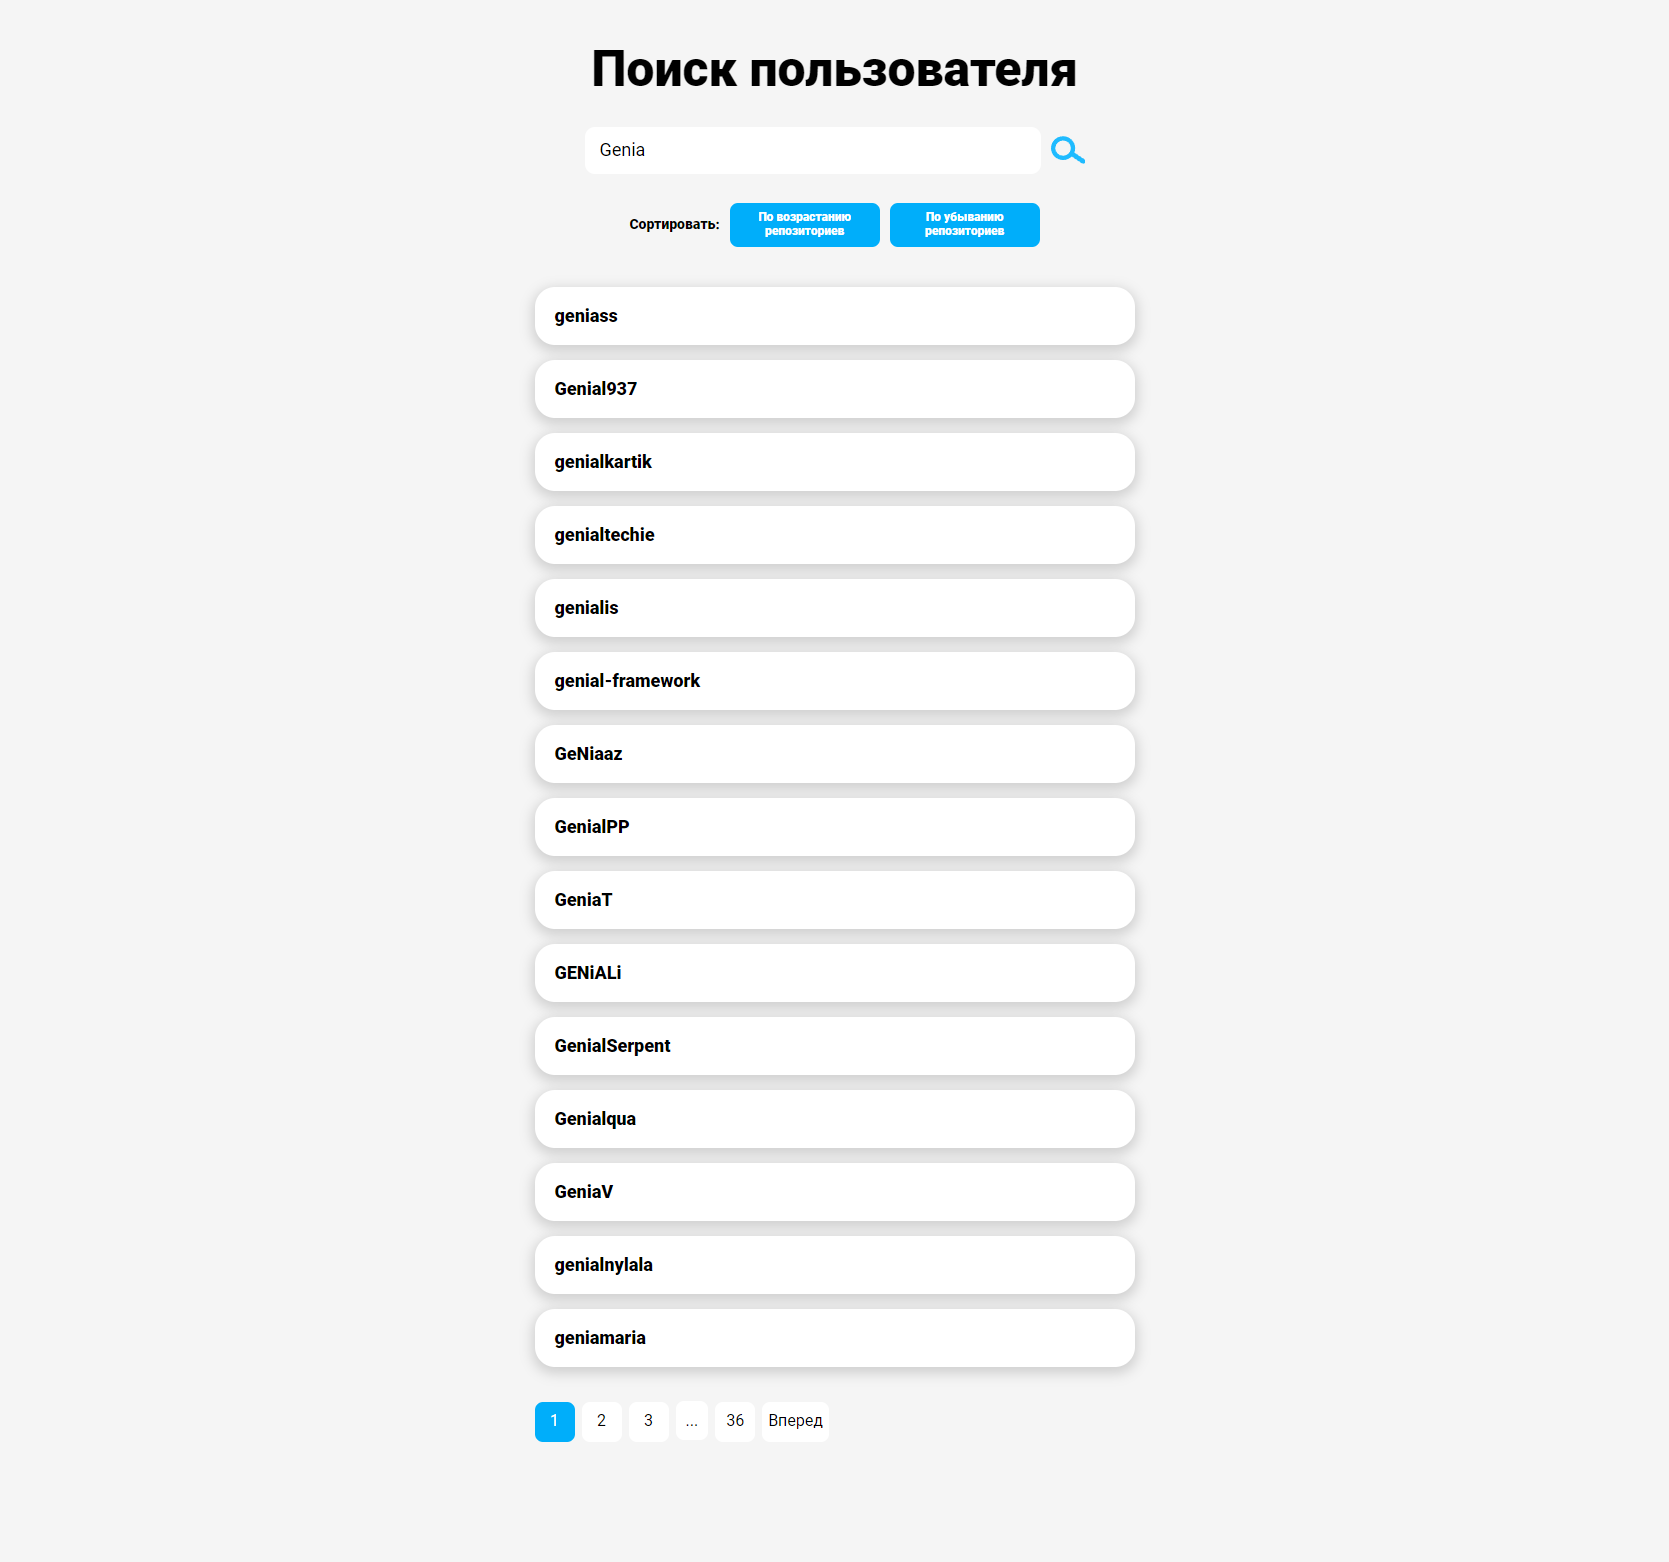 Поиск пользователя
Genia
Сортировать:
По возрастанию
репозиториев
По убыванию
репозиториев
geniass
Genial937
genialkartik
genialtechie
genialis
genial-framework
GeNiaaz
GenialPP
GeniaT
GENiALi
GenialSerpent
Genialqua
GeniaV
genialnylala
geniamaria
1 2 3 ... 36 Вперед